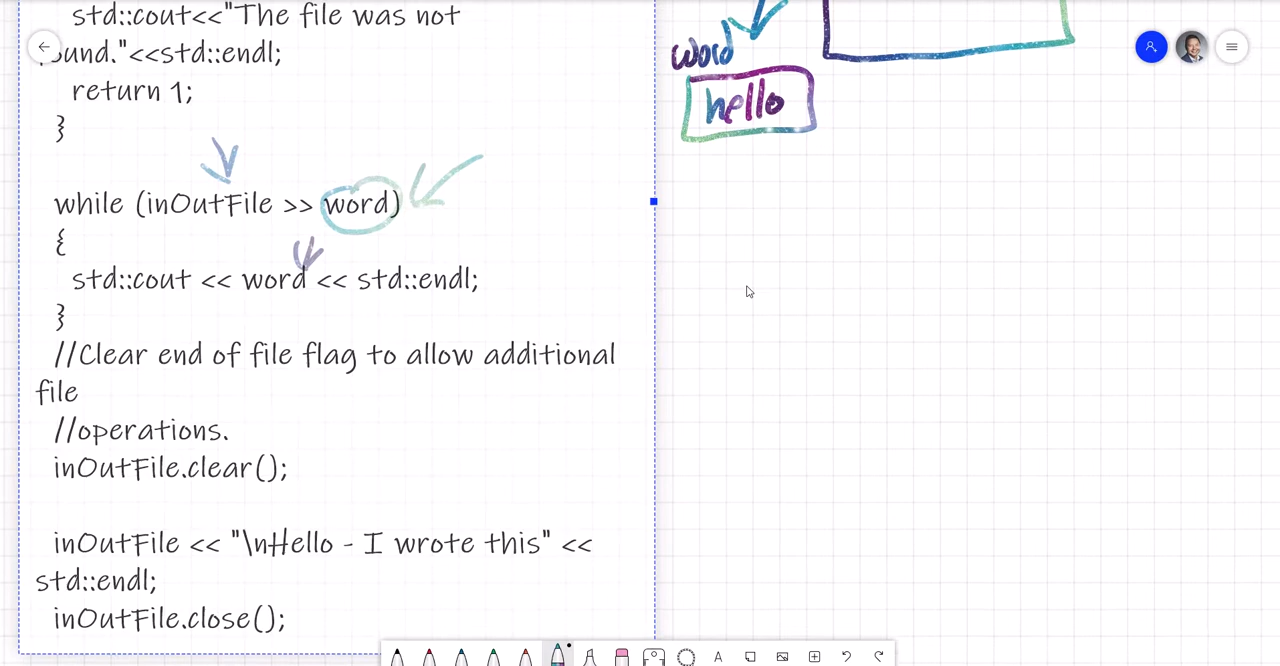 std::cout<<"The file was not
found."<<std::endl;
return 1;
}
while (inOutFile >> word)
{
std::cout << word << std::endl;
}
//Clear end of file flag to allow additional
file
//operations.
inOutFile.clear();
inOutFile << "\nHello - I wrote this" <<
std::endl;
inOutFile.close();
word
hello
A